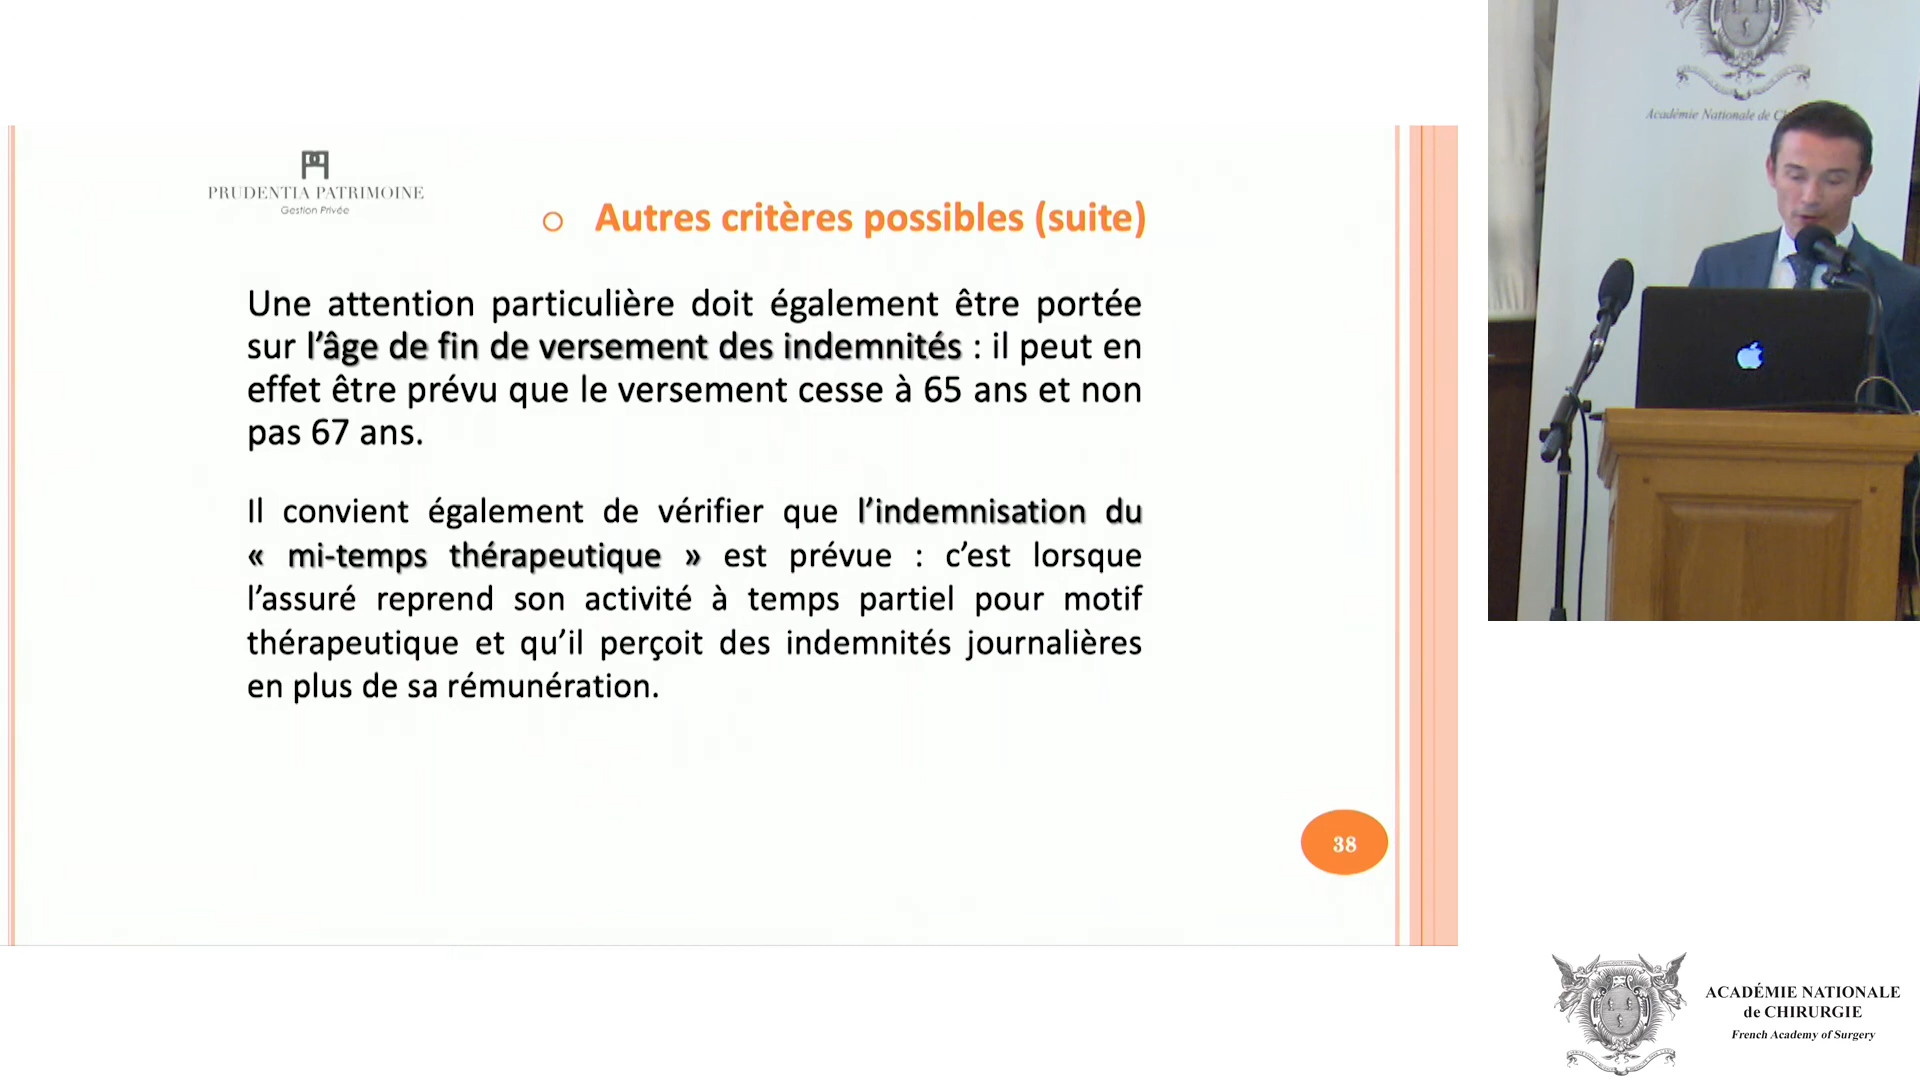 PRUDENTIA PATRIMOINE
Gestion Privée
Autres critères possibles (suite)
Une attention particulière doit également être portée
sur l’âge de fin de versement des indemnités : il peut en
effet être prévu que le versement cesse à 65 ans et non
pas 67 ans.
Il convient également de vérifier que l’indemnisation du
« mi-temps thérapeutique » est prévue : c’est lorsque
l’assuré reprend son activité à temps partiel pour motif
thérapeutique et qu’il perçoit des indemnités journalières
en plus de sa rémunération.
38
Académie Nationale de
ACADÉMIE NATIONALE
de CHIRURGIE
French Academy of Surgery